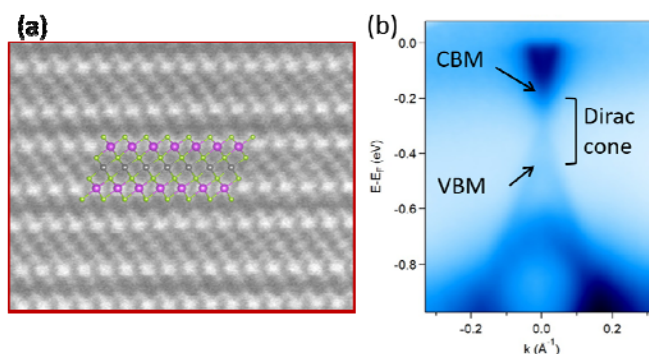 (a)
(b)
CBM
VBM
Dirac
cone
E-E_F (eV)
0.0
-0.2
-0.4
-0.6
-0.8
-0.2
0.0
0.2
k (A⁻¹)